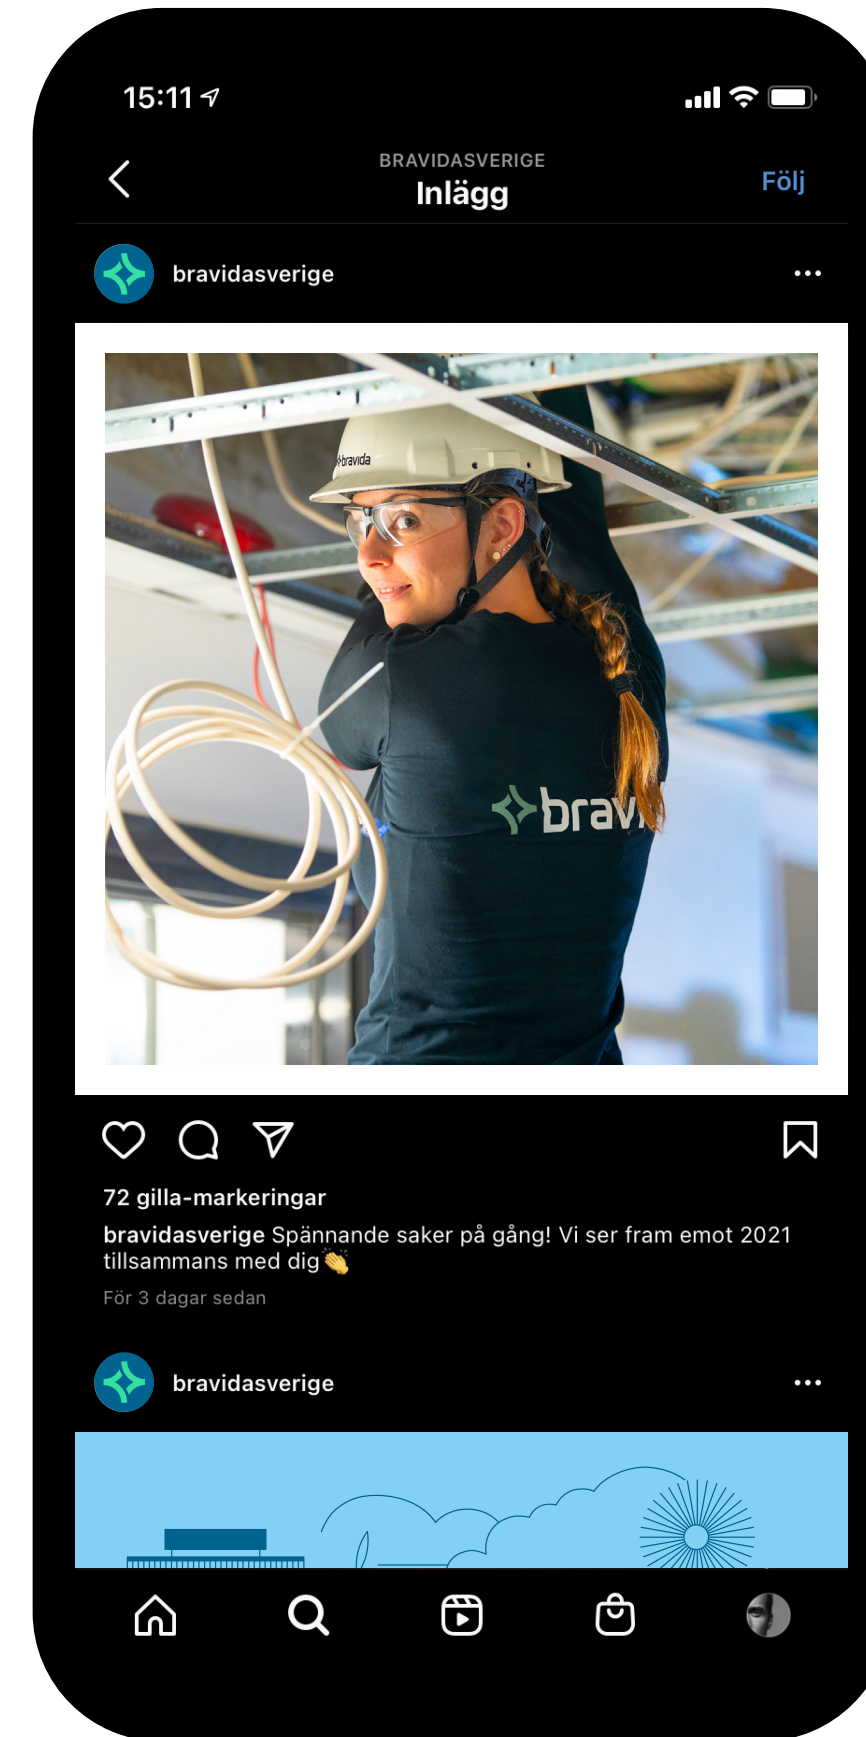 15:11
BRAVIDASVERIGE
Inlägg
Följ
bravidasverige
bravida
brav
72 gilla-markeringar
bravidasverige Spännande saker på gång! Vi ser fram emot 2021
tillsammans med dig👏
För 3 dagar sedan
bravidasverige